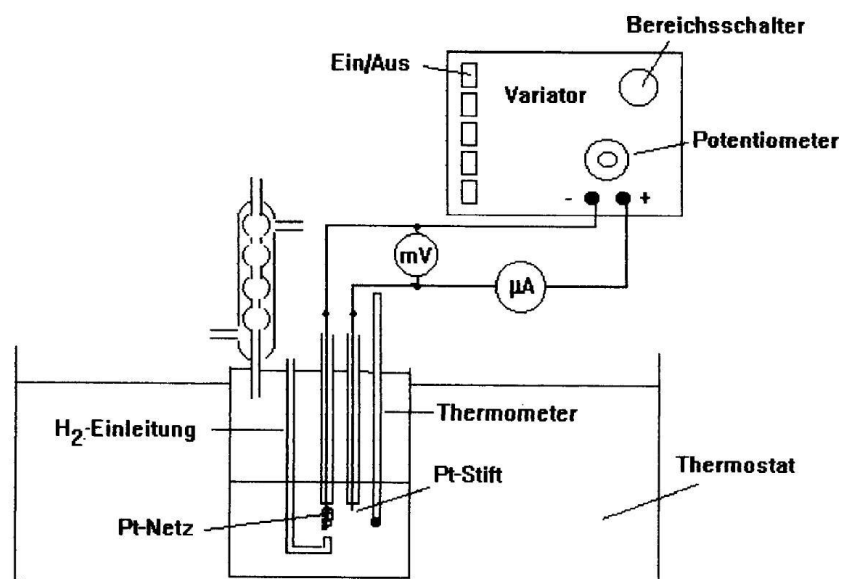 Bereichsschalter
Ein/Aus
Variator
Potentiometer
- +
mV
µA
H₂-Einleitung
Thermometer
Thermostat
Pt-Stift
Pt-Netz